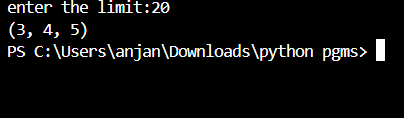 enter the limit:20
(3, 4, 5)
PS C:\Users\anjan\Downloads\python pgms>